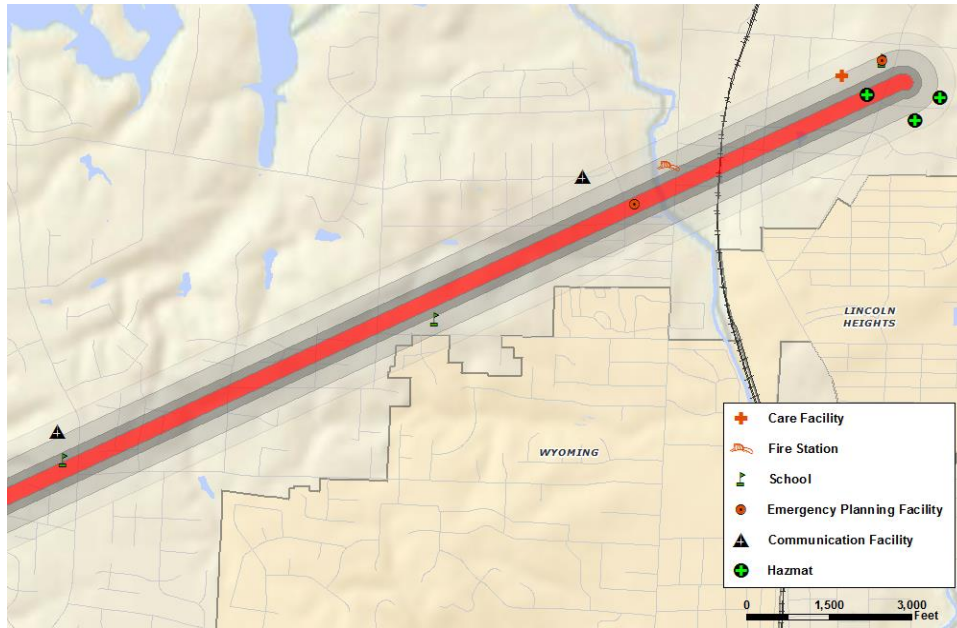 LINCOLN
HEIGHTS
WYOMING
Care Facility
Fire Station
School
Emergency Planning Facility
Communication Facility
Hazmat
0 1,500 3,000
Feet